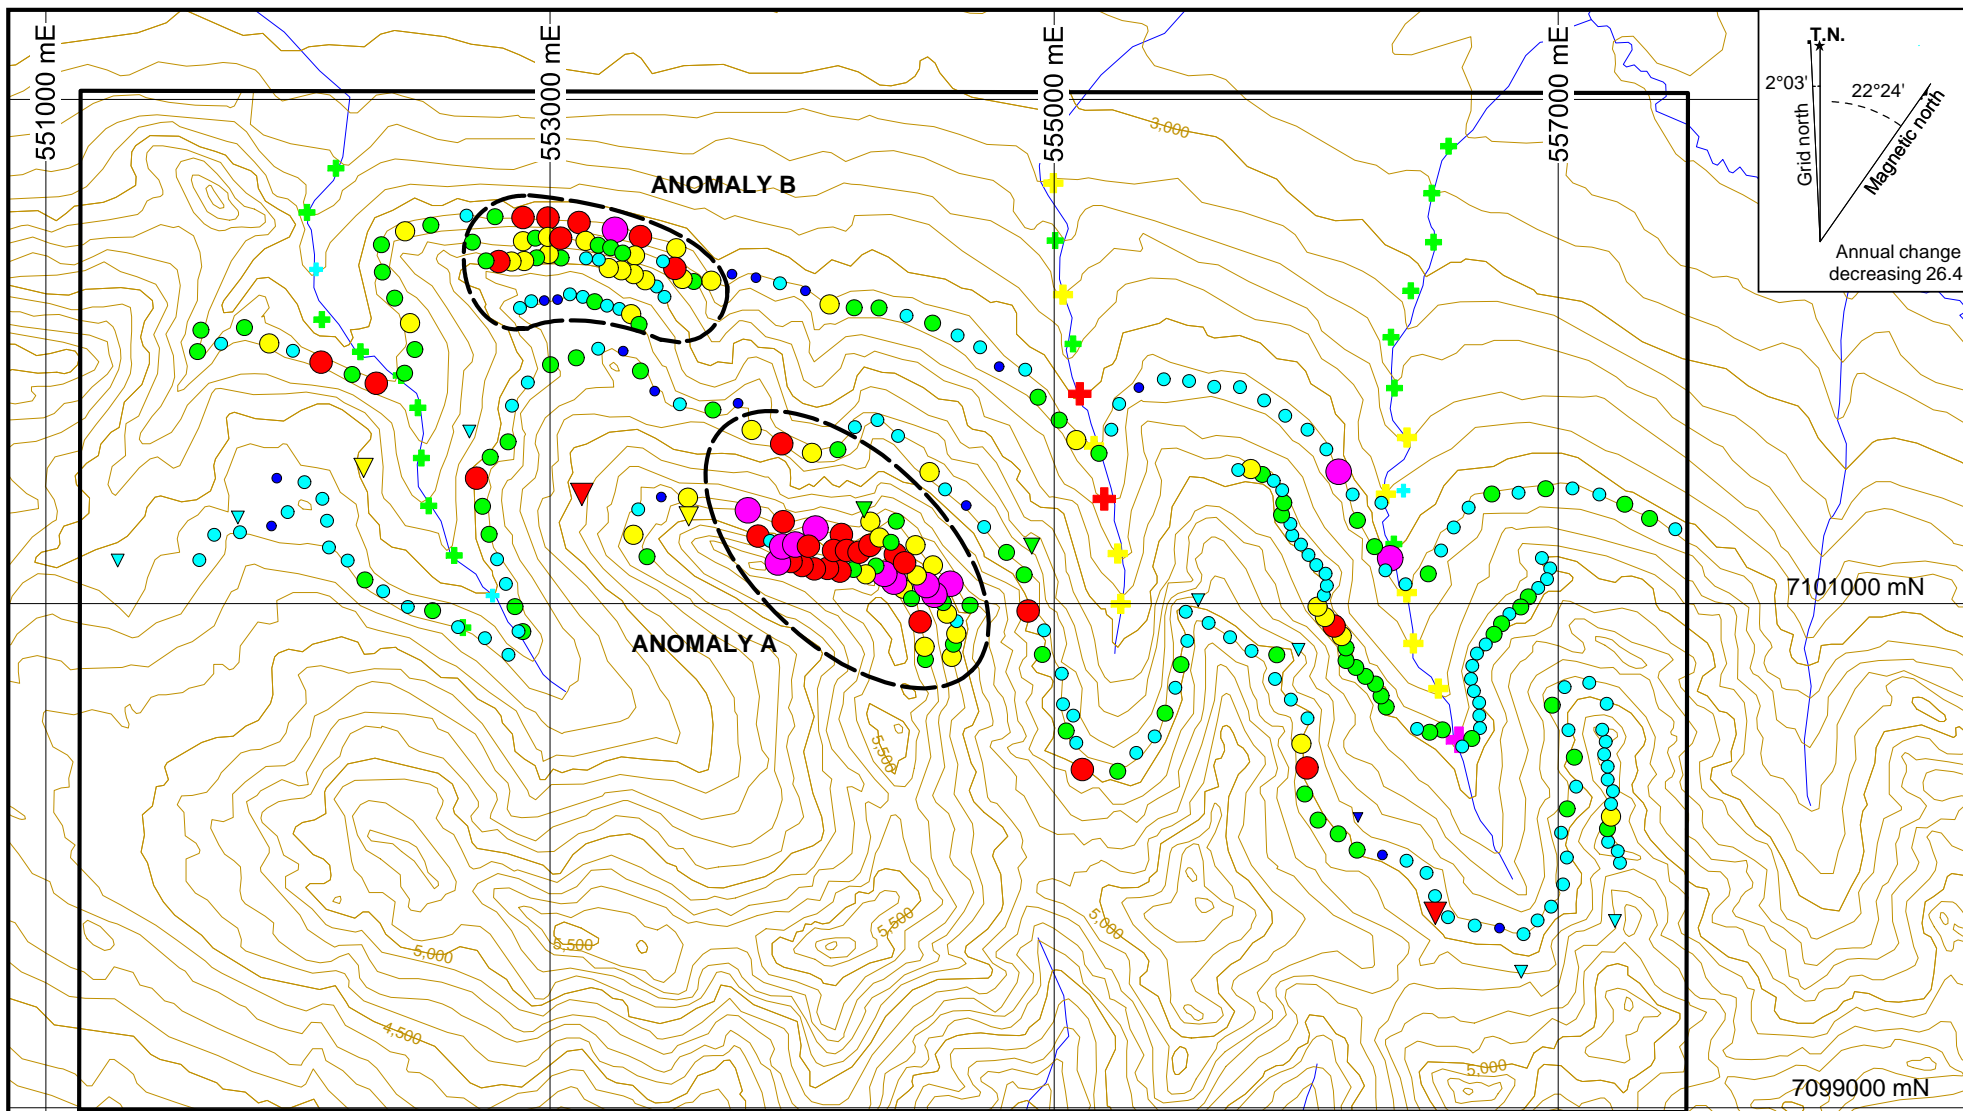 551000 mE
553000 mE
555000 mE
557000 mE
T.N.
2°03'
22°24'
Grid north
Magnetic north
Annual change
decreasing 26.4
3,000
ANOMALY B
ANOMALY A
7101000 mN
5,500
5,500
5,500
5,000
5,000
4,500
5,000
7099000 mN